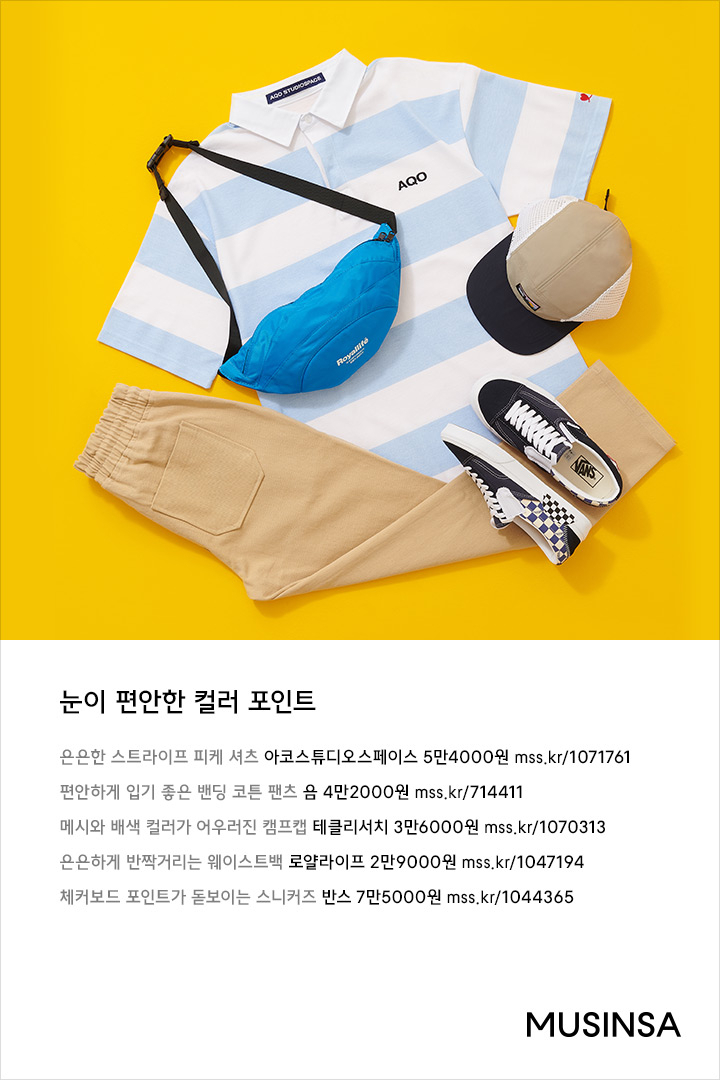 AQO STUDIOSPACE
AQO
Royallife
VANS
눈이 편안한 컬러 포인트
은은한 스트라이프 피케 셔츠 아코스튜디오스페이스 5만4000원 mss.kr/1071761
편안하게 입기 좋은 밴딩 코튼 팬츠 음 4만2000원 mss.kr/714411
메시와 배색 컬러가 어우러진 캠프캡 테클리서치 3만6000원 mss.kr/1070313
은은하게 반짝거리는 웨이스트백 로얄라이프 2만9000원 mss.kr/1047194
체커보드 포인트가 돋보이는 스니커즈 반스 7만5000원 mss.kr/1044365
MUSINSA